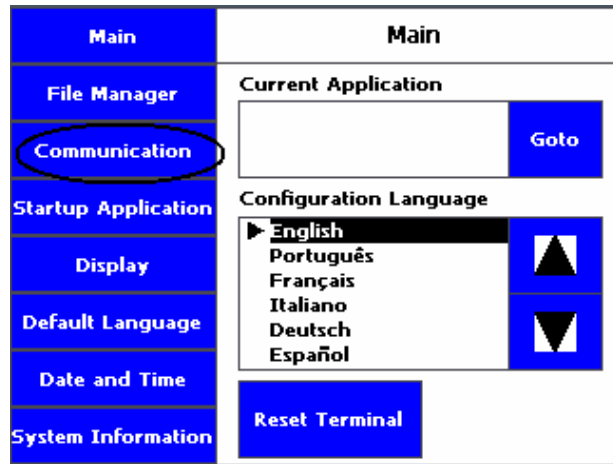 Main
File Manager
Communication
Startup Application
Display
Default Language
Date and Time
System Information
Main
Current Application
Goto
Configuration Language
English
Português
Français
Italiano
Deutsch
Español
Reset Terminal